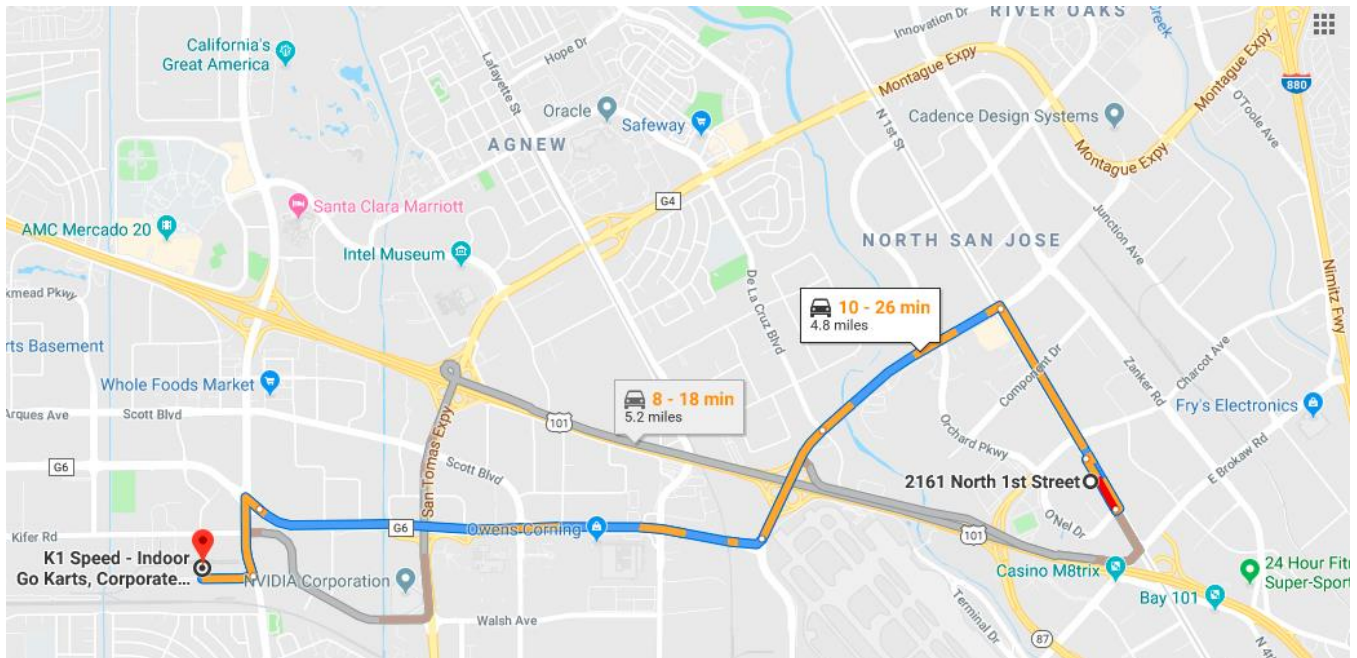 RIVER OAKS
Innovation Dr
Creek
Montague Expy
Montague Expy
880
California's
Great America
Hope Dr
Lafayette St
Oracle
Safeway
N 1st St
Cadence Design Systems
O'Toole Ave
AGNEW
Montague Expy
G4
Santa Clara Marriott
AMC Mercado 20
Intel Museum
NORTH SAN JOSE
Junction Ave
Nimitz Fwy
De La Cruz Blvd
10 - 26 min
4.8 miles
rts Basement
Whole Foods Market
8 - 18 min
5.2 miles
Component Dr
Charcot Ave
Zanker Rd
Fry's Electronics
Arques Ave
Scott Blvd
San Tomas Expy
101
Orchard Pkwy
E Brokaw Rd
G6
Scott Blvd
2161 North 1st Street
Kifer Rd
G6
Owens Corning
O'Nel Dr
101
K1 Speed - Indoor
Go Karts, Corporate...
NVIDIA Corporation
Casino M8trix
24 Hour Fitn
Super-Sport
Bay 101
Walsh Ave
Terminal Dr
87
N 4t